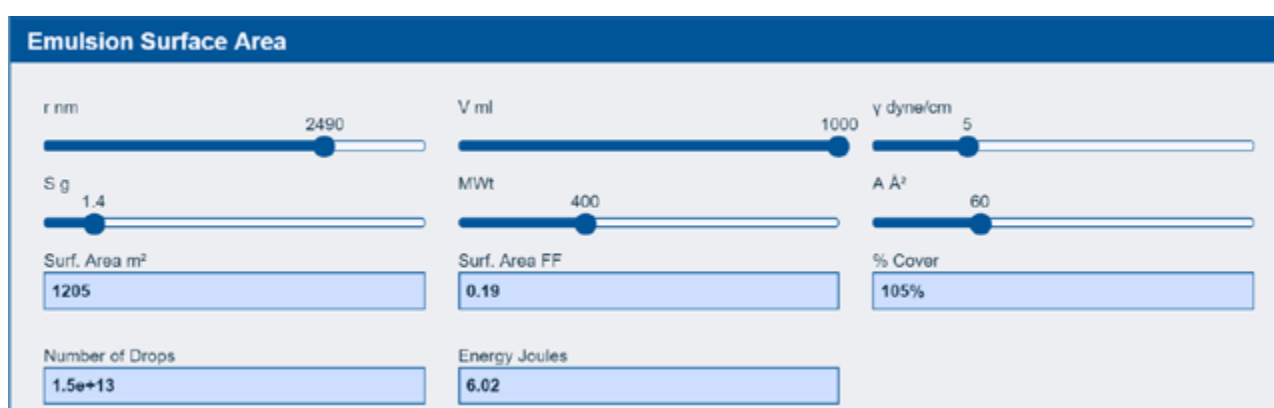 Emulsion Surface Area
r nm
2490
V ml
1000
γ dyne/cm
5
S g
1.4
MWt
400
A Å²
60
Surf. Area m²
1205
Surf. Area FF
0.19
% Cover
105%
Number of Drops
1.5e+13
Energy Joules
6.02